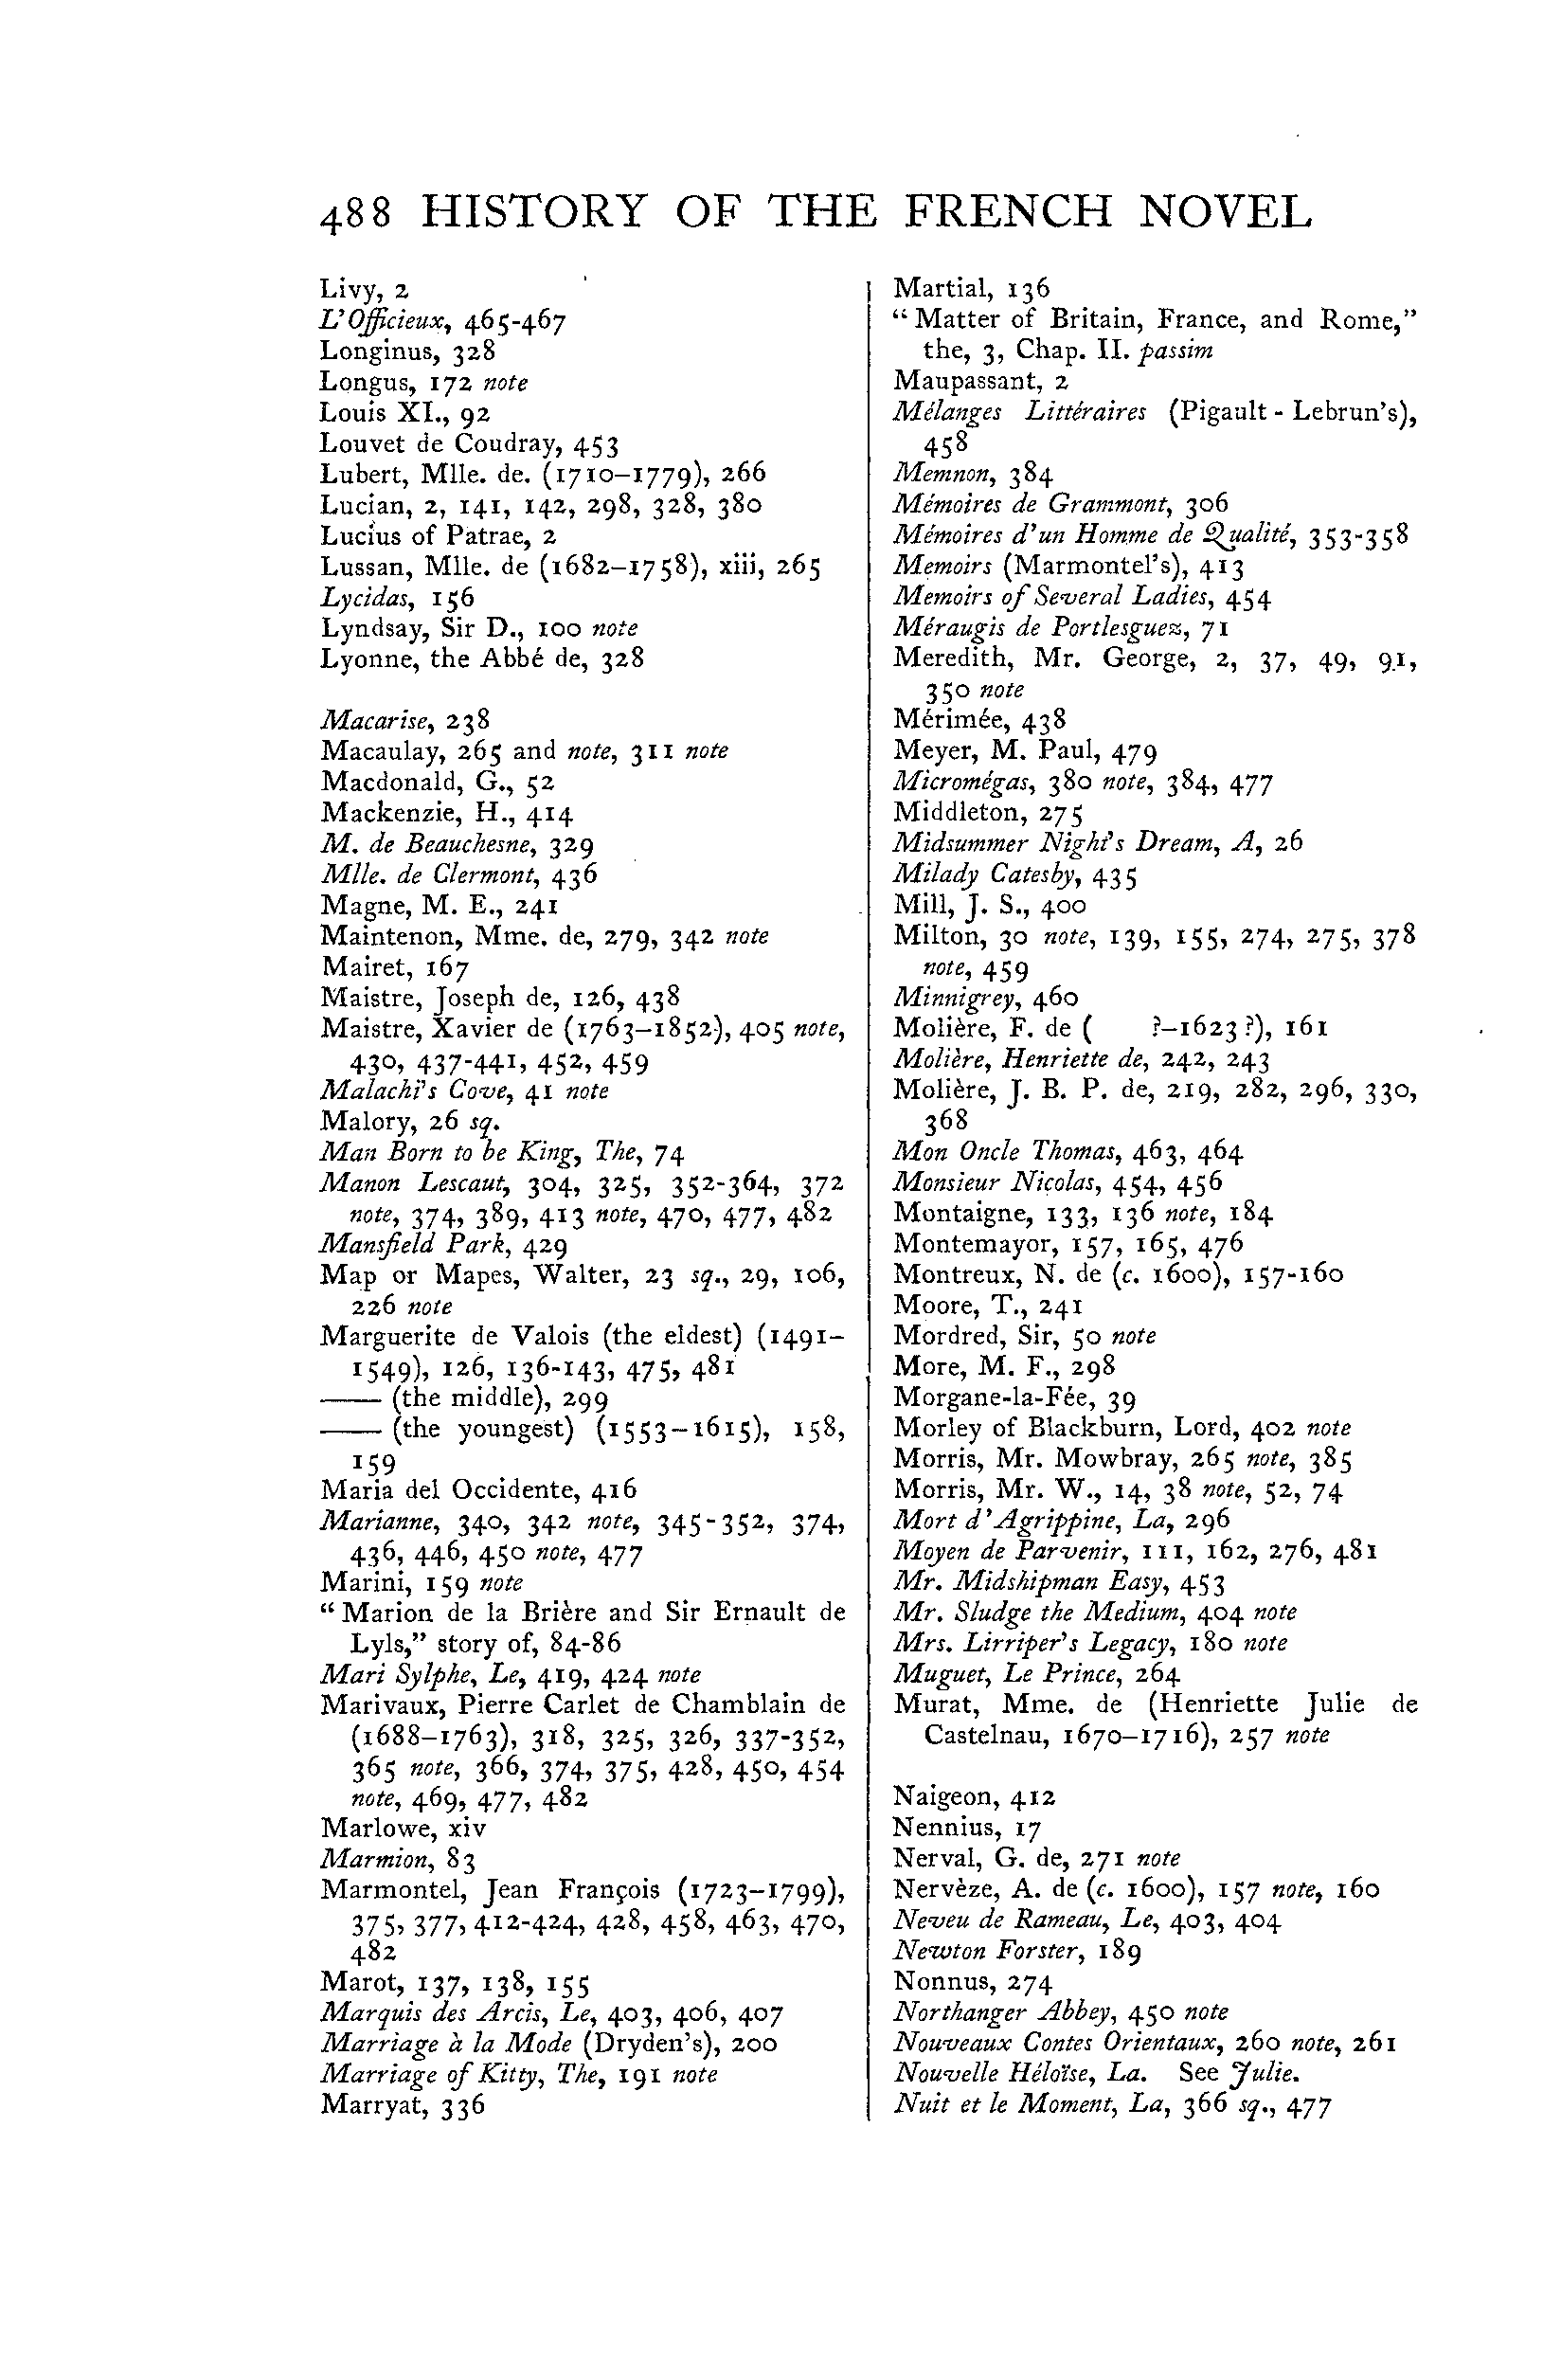 488 HISTORY OF THE FRENCH NOVEL
Livy, 2
L'Officieux, 465-467
Longinus, 328
Longus, 172 note
Louis XI., 92
Louvet de Coudray, 453
Lubert, Mlle. de. (1710–1779), 266
Lucian, 2, 141, 142, 298, 328, 380
Lucius of Patrae, 2
Lussan, Mlle. de (1682–1758), xiii, 265
Lycidas, 156
Lyndsay, Sir D., 100 note
Lyonne, the Abbé de, 328
Macarise, 238
Macaulay, 265 and note, 311 note
Macdonald, G., 52
Mackenzie, H., 414
M. de Beauchesne, 329
Mlle. de Clermont, 436
Magne, M. E., 241
Maintenon, Mme. de, 279, 342 note
Mairet, 167
Maistre, Joseph de, 126, 438
Maistre, Xavier de (1763–1852), 405 note,
430, 437-441, 452, 459
Malachi's Cove, 41 note
Malory, 26 sq.
Man Born to be King, The, 74
Manon Lescaut, 304, 325, 352-364, 372
note, 374, 389, 413 note, 470, 477, 482
Mansfield Park, 429
Map or Mapes, Walter, 23 sq., 29, 106,
226 note
Marguerite de Valois (the eldest) (1491–
1549), 126, 136-143, 475, 481
—— (the middle), 299
—— (the youngest) (1553–1615), 158,
159
Maria del Occidente, 416
Marianne, 340, 342 note, 345-352, 374,
436, 446, 450 note, 477
Marini, 159 note
"Marion de la Brière and Sir Ernault de
Lyls," story of, 84-86
Mari Sylphe, Le, 419, 424 note
Marivaux, Pierre Carlet de Chamblain de
(1688–1763), 318, 325, 326, 337-352,
365 note, 366, 374, 375, 428, 450, 454
note, 469, 477, 482
Marlowe, xiv
Marmion, 83
Marmontel, Jean François (1723–1799),
375, 377, 412-424, 428, 458, 463, 470,
482
Marot, 137, 138, 155
Marquis des Arcis, Le, 403, 406, 407
Marriage à la Mode (Dryden's), 200
Marriage of Kitty, The, 191 note
Marryat, 336
Martial, 136
"Matter of Britain, France, and Rome,"
the, 3, Chap. II. passim
Maupassant, 2
Mélanges Littéraires (Pigault-Lebrun's),
458
Memnon, 384
Mémoires de Grammont, 306
Mémoires d'un Homme de Qualité, 353-358
Memoirs (Marmontel's), 413
Memoirs of Several Ladies, 454
Méraugis de Portlesguez, 71
Meredith, Mr. George, 2, 37, 49, 91,
350 note
Mérimée, 438
Meyer, M. Paul, 479
Micromégas, 380 note, 384, 477
Middleton, 275
Midsummer Night's Dream, A, 26
Milady Catesby, 435
Mill, J. S., 400
Milton, 30 note, 139, 155, 274, 275, 378
note, 459
Minnigrey, 460
Molière, F. de (    ?–1623?), 161
Molière, Henriette de, 242, 243
Molière, J. B. P. de, 219, 282, 296, 330,
368
Mon Oncle Thomas, 463, 464
Monsieur Nicolas, 454, 456
Montaigne, 133, 136 note, 184
Montemayor, 157, 165, 476
Montreux, N. de (c. 1600), 157-160
Moore, T., 241
Mordred, Sir, 50 note
More, M. F., 298
Morgane-la-Fée, 39
Morley of Blackburn, Lord, 402 note
Morris, Mr. Mowbray, 265 note, 385
Morris, Mr. W., 14, 38 note, 52, 74
Mort d'Agrippine, La, 296
Moyen de Parvenir, 111, 162, 276, 481
Mr. Midshipman Easy, 453
Mr. Sludge the Medium, 404 note
Mrs. Lirriper's Legacy, 180 note
Muguet, Le Prince, 264
Murat, Mme. de (Henriette Julie de
Castelnau, 1670–1716), 257 note
Naigeon, 412
Nennius, 17
Nerval, G. de, 271 note
Nervèze, A. de (c. 1600), 157 note, 160
Neveu de Rameau, Le, 403, 404
Newton Forster, 189
Nonnus, 274
Northanger Abbey, 450 note
Nouveaux Contes Orientaux, 260 note, 261
Nouvelle Héloïse, La. See Julie.
Nuit et le Moment, La, 366 sq., 477